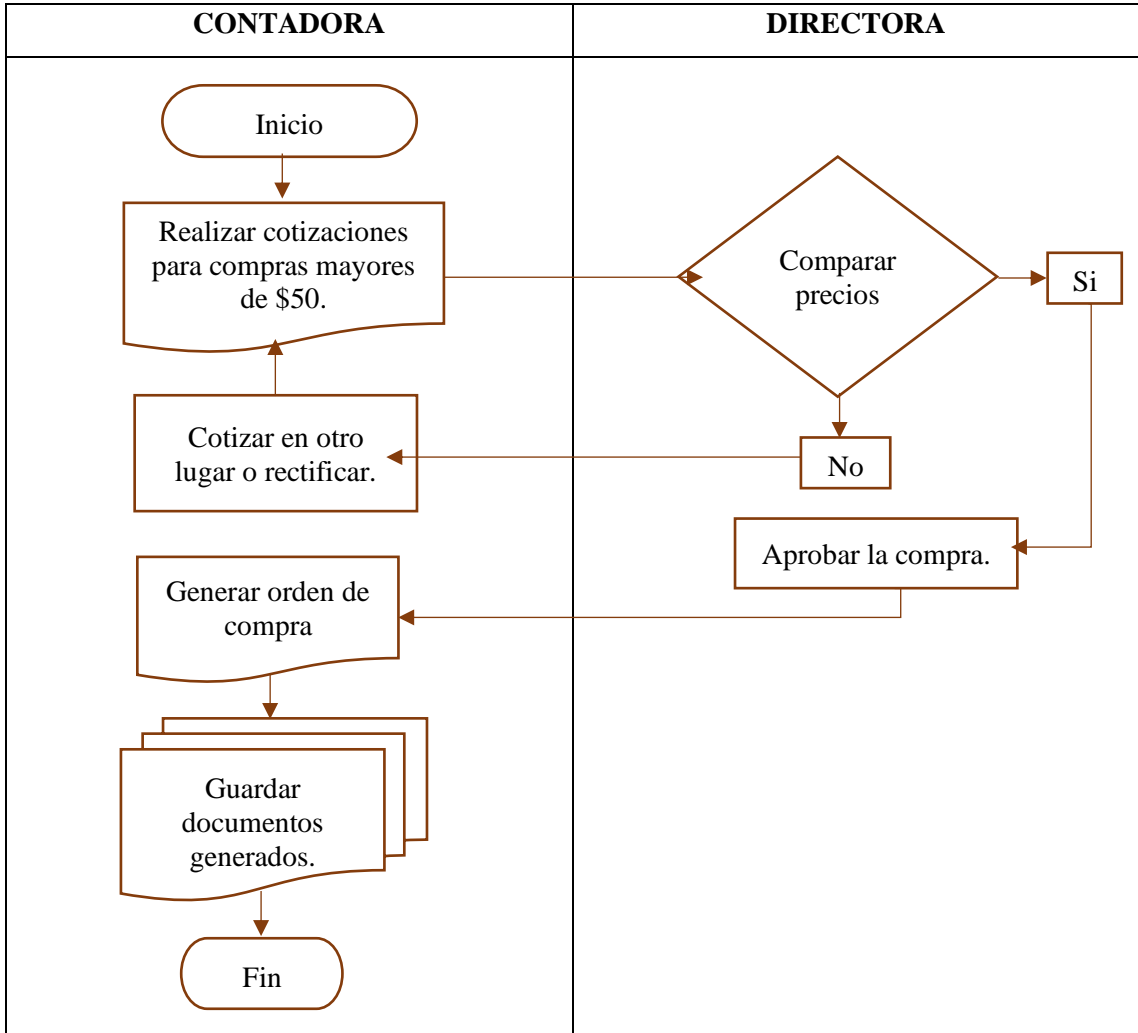 CONTADORA
DIRECTORA
Inicio
Realizar cotizaciones
para compras mayores
de $50.
Comparar
precios
Si
Cotizar en otro
lugar o rectificar.
No
Aprobar la compra.
Generar orden de
compra
Guardar
documentos
generados.
Fin